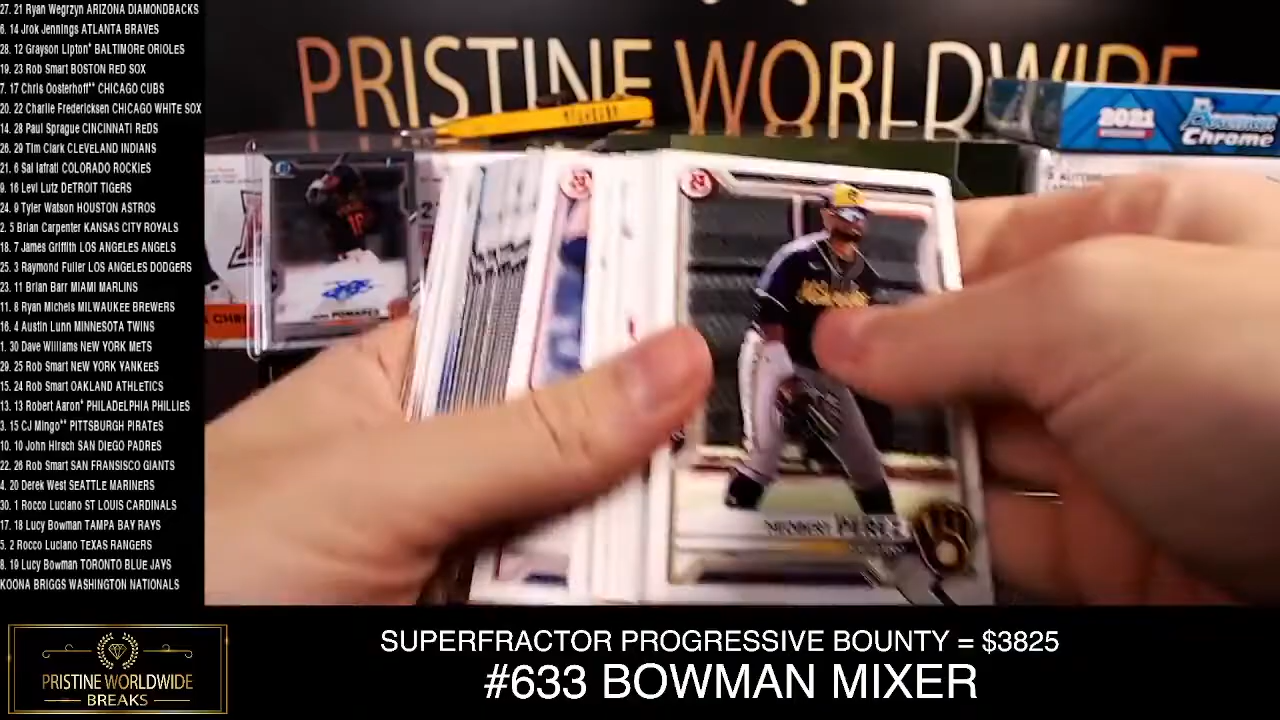 27. 21 Ryan Wegrzyn ARIZONA DIAMONDBACKS
6. 14 Jrok Jennings ATLANTA BRAVES
28. 12 Grayson Lipton* BALTIMORE ORIOLES
19. 23 Rob Smart BOSTON RED SOX
7. 17 Chris Oosterhoff** CHICAGO CUBS
20. 22 Charlie Fredericksen CHICAGO WHITE SOX
14. 28 Paul Sprague CINCINNATI REDS
26. 29 Tim Clark CLEVELAND INDIANS
21. 6 Sal Iafrati COLORADO ROCKIES
9. 16 Levi Lutz DETROIT TIGERS
24. 9 Tyler Watson HOUSTON ASTROS
2. 5 Brian Carpenter KANSAS CITY ROYALS
18. 7 James Griffith LOS ANGELES ANGELS
25. 3 Raymond Fuller LOS ANGELES DODGERS
23. 11 Brian Barr MIAMI MARLINS
11. 8 Ryan Michels MILWAUKEE BREWERS
16. 4 Austin Lunn MINNESOTA TWINS
1. 30 Dave Williams NEW YORK METS
29. 25 Rob Smart NEW YORK YANKEES
15. 24 Rob Smart OAKLAND ATHLETICS
13. 13 Robert Aaron* PHILADELPHIA PHILLIES
3. 15 CJ Mingo** PITTSBURGH PIRATES
10. 10 John Hirsch SAN DIEGO PADRES
22. 26 Rob Smart SAN FRANSISCO GIANTS
4. 20 Derek West SEATTLE MARINERS
30. 1 Rocco Luciano ST LOUIS CARDINALS
17. 18 Lucy Bowman TAMPA BAY RAYS
5. 2 Rocco Luciano TEXAS RANGERS
8. 19 Lucy Bowman TORONTO BLUE JAYS
KOONA BRIGGS WASHINGTON NATIONALS
PRISTINE WORLDWIDE
2021
Bowman
Chrome
PRISTINE WORLDWIDE
BREAKS
SUPERFRACTOR PROGRESSIVE BOUNTY = $3825
#633 BOWMAN MIXER